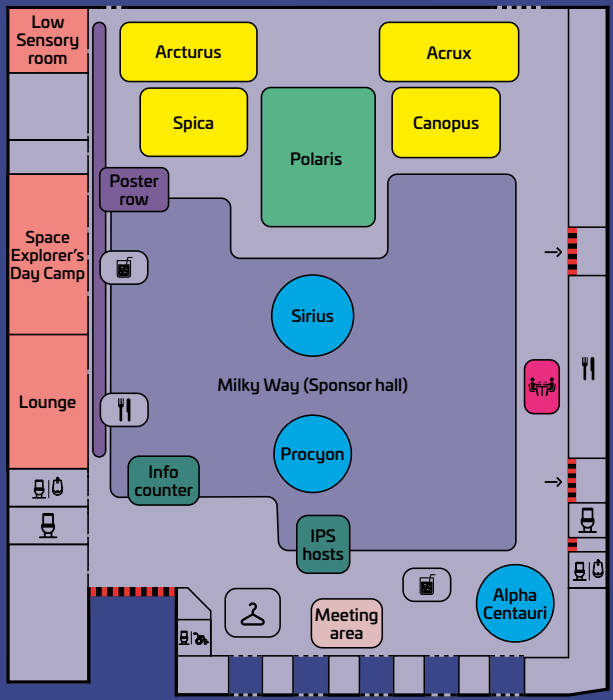 Low
Sensory
room
Arcturus
Acrux
Spica
Polaris
Canopus
Poster
row
Space
Explorer's
Day Camp
Sirius
Milky Way (Sponsor hall)
Lounge
Procyon
Info
counter
IPS
hosts
Alpha
Centauri
Meeting
area